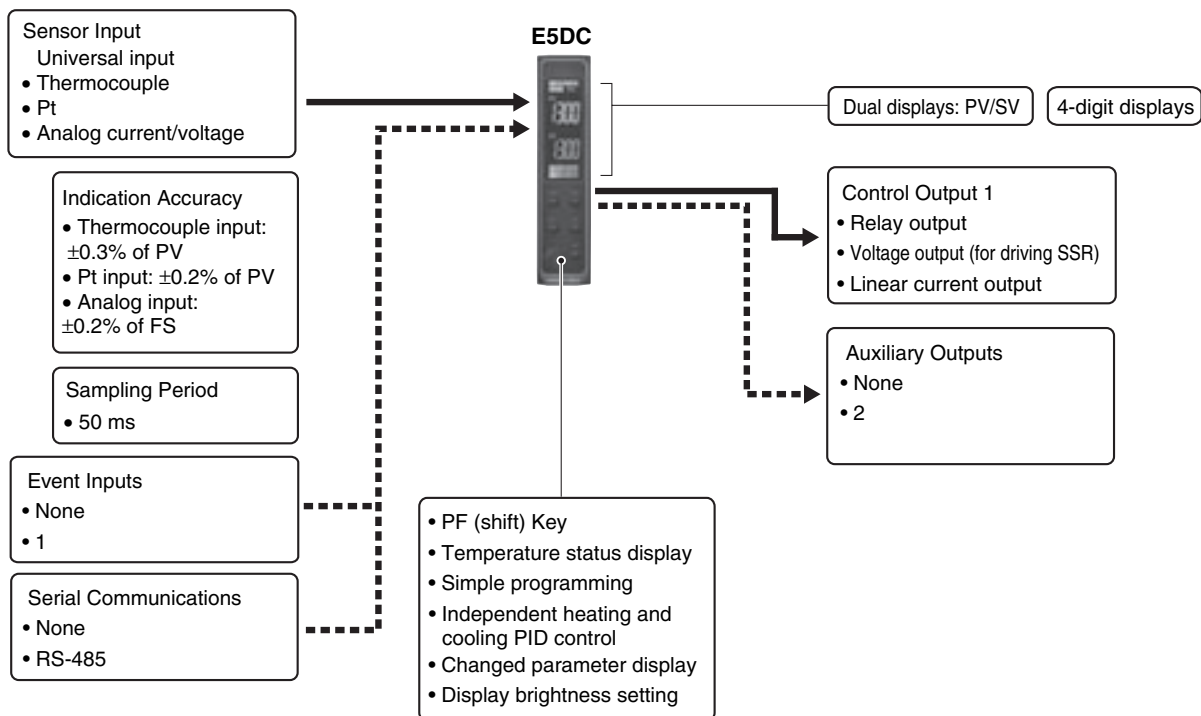 Sensor Input
Universal input
• Thermocouple
• Pt
• Analog current/voltage
Indication Accuracy
• Thermocouple input:
±0.3% of PV
• Pt input: ±0.2% of PV
• Analog input:
±0.2% of FS
Sampling Period
• 50 ms
Event Inputs
• None
• 1
Serial Communications
• None
• RS-485
E5DC
• PF (shift) Key
• Temperature status display
• Simple programming
• Independent heating and
cooling PID control
• Changed parameter display
• Display brightness setting
Dual displays: PV/SV
4-digit displays
Control Output 1
• Relay output
• Voltage output (for driving SSR)
• Linear current output
Auxiliary Outputs
• None
• 2